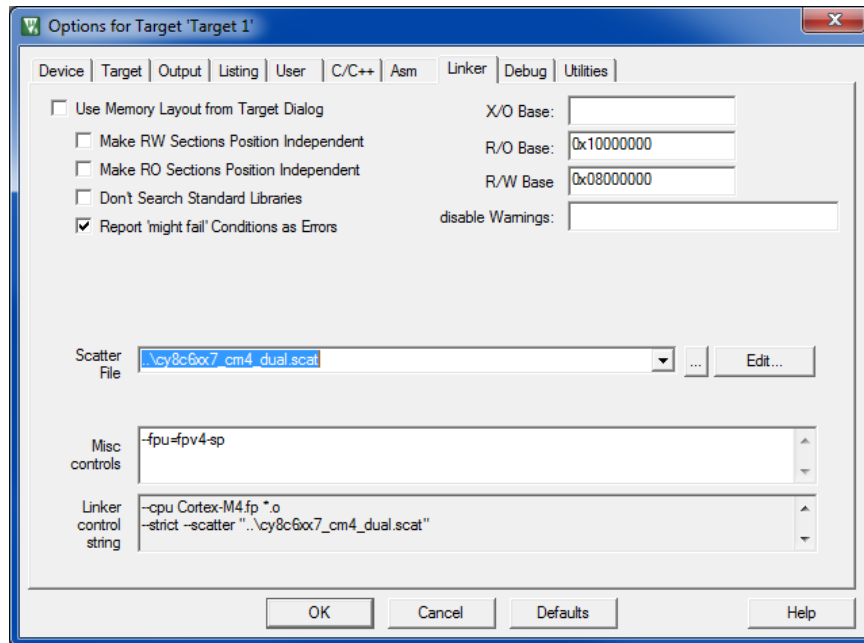 Options for Target 'Target 1'
Device Target Output Listing User C/C++ Asm Linker Debug Utilities
Use Memory Layout from Target Dialog
Make RW Sections Position Independent
Make RO Sections Position Independent
Don't Search Standard Libraries
Report 'might fail' Conditions as Errors
X/O Base:
R/O Base: 0x10000000
R/W Base 0x08000000
disable Warnings:
Scatter
File
..\cy8c6xx7_cm4_dual.scat
... Edit...
Misc
controls
--fpu=fpv4-sp
Linker
control
string
--cpu Cortex-M4.fp *.o
--strict --scatter "..\cy8c6xx7_cm4_dual.scat"
OK Cancel Defaults Help